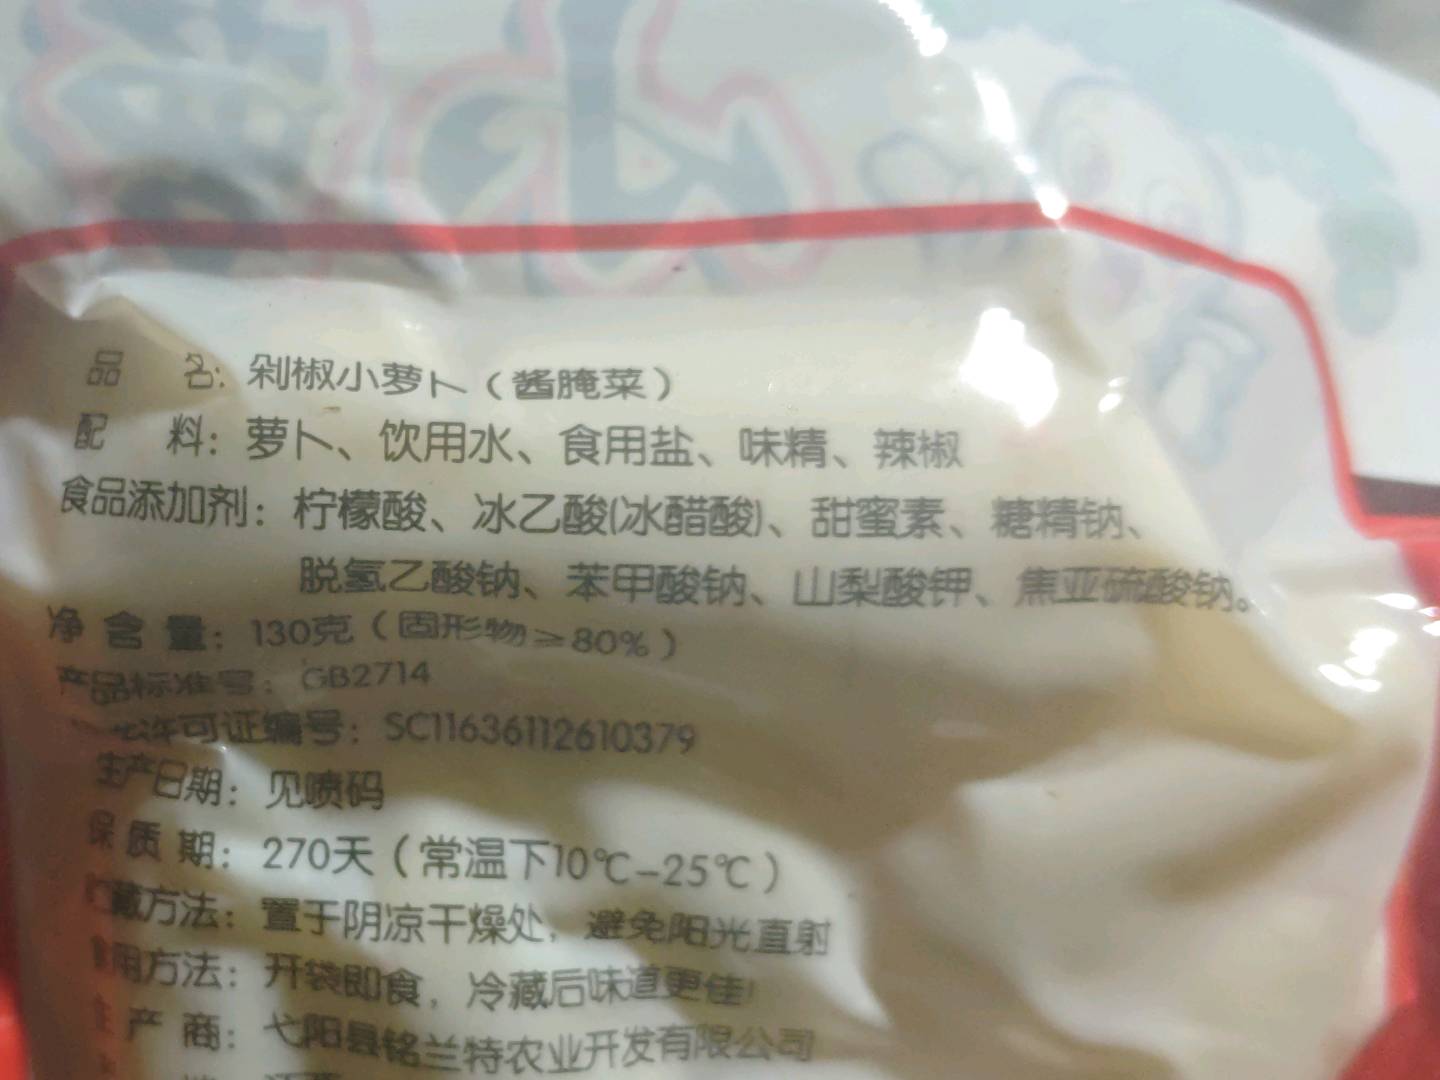 品 名：剁椒小萝卜（酱腌菜）
配 料：萝卜、饮用水、食用盐、味精、辣椒
食品添加剂：柠檬酸、冰乙酸(冰醋酸)、甜蜜素、糖精钠、
脱氢乙酸钠、苯甲酸钠、山梨酸钾、焦亚硫酸钠。
净 含 量：130克（固形物≥80%）
产品标准号：GB2714
许可证编号：SC11636112610379
生产日期：见喷码
保 质 期：270天（常温下10℃-25℃）
藏方法：置于阴凉干燥处，避免阳光直射
用方法：开袋即食，冷藏后味道更佳！
生 产 商：弋阳县铭兰特农业开发有限公司